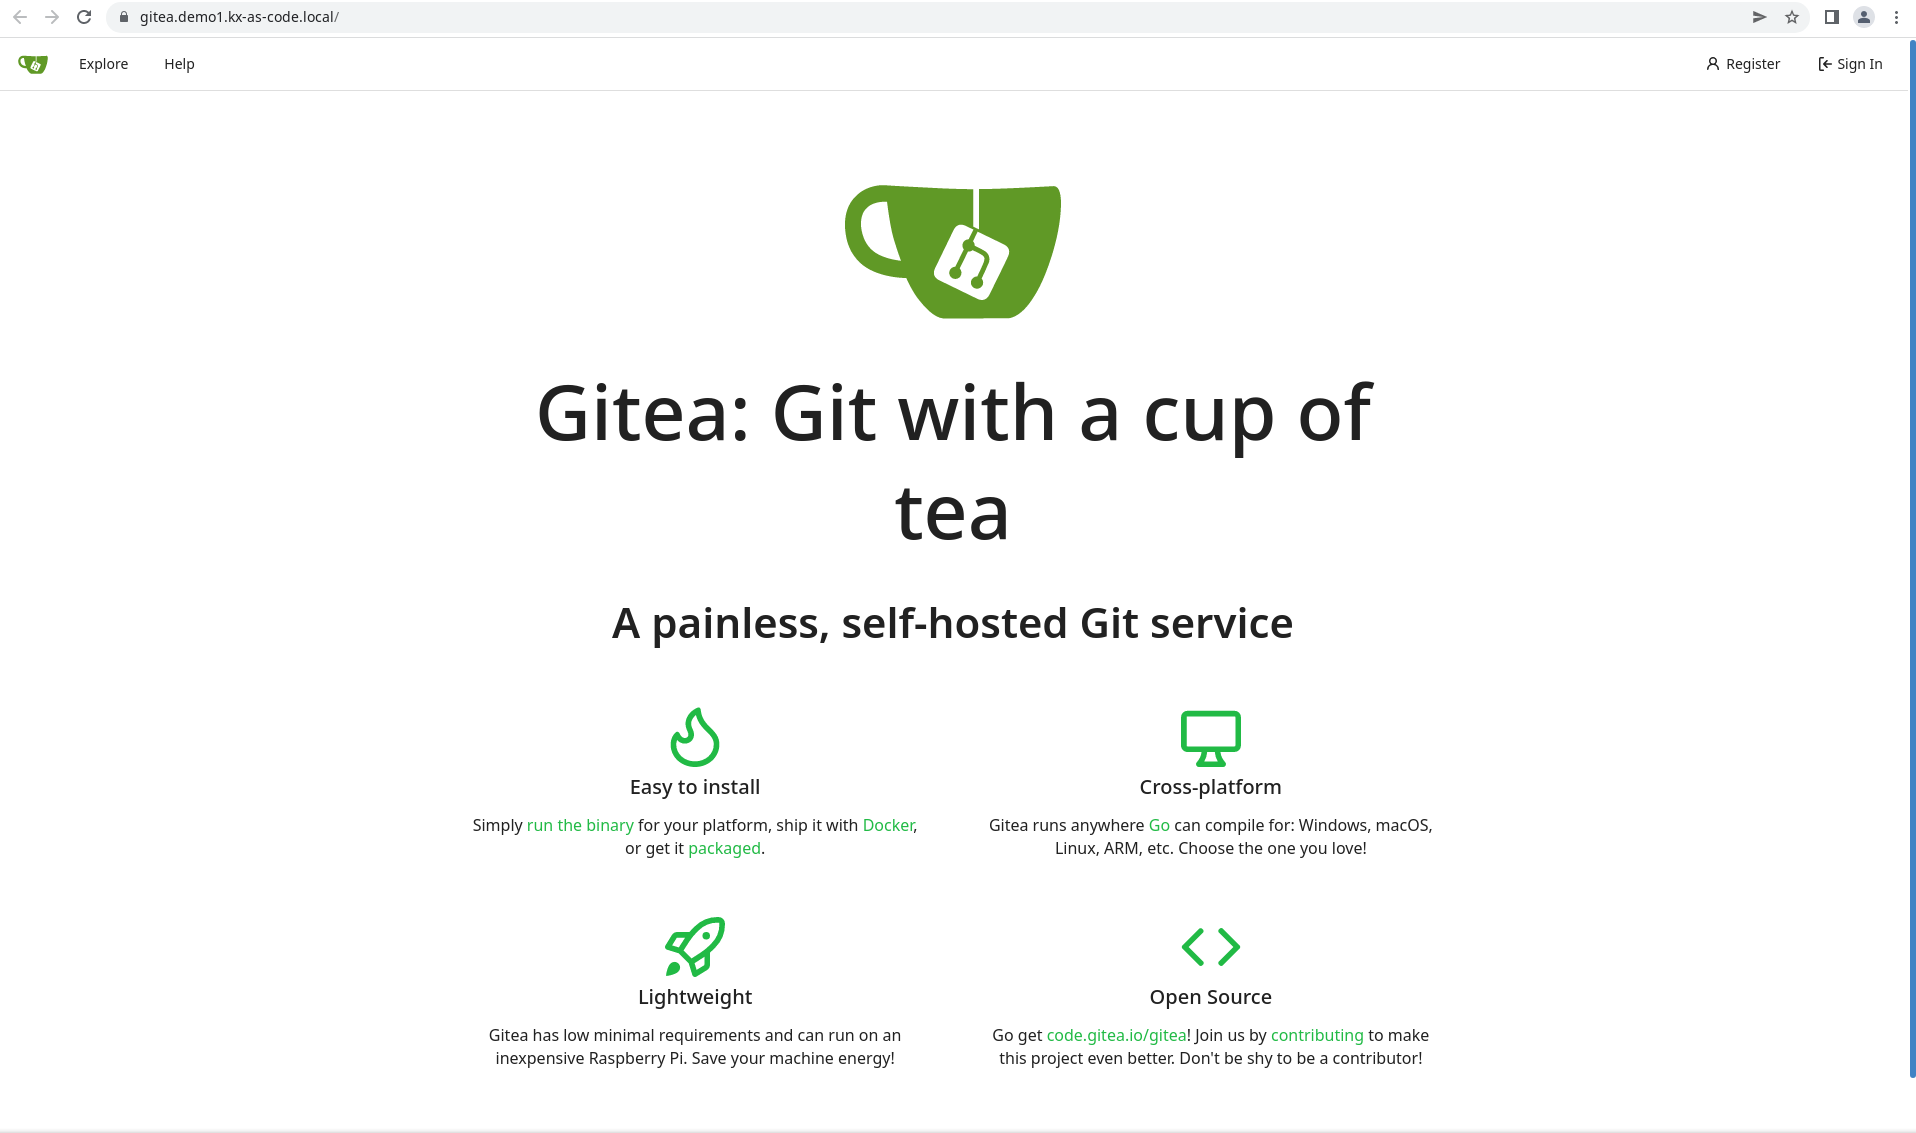 gitea.demo1.kx-as-code.local/
Explore Help Register Sign In
Gitea: Git with a cup of
tea
A painless, self-hosted Git service
Easy to install
Simply run the binary for your platform, ship it with Docker,
or get it packaged.
Cross-platform
Gitea runs anywhere Go can compile for: Windows, macOS,
Linux, ARM, etc. Choose the one you love!
Lightweight
Gitea has low minimal requirements and can run on an
inexpensive Raspberry Pi. Save your machine energy!
Open Source
Go get code.gitea.io/gitea! Join us by contributing to make
this project even better. Don't be shy to be a contributor!